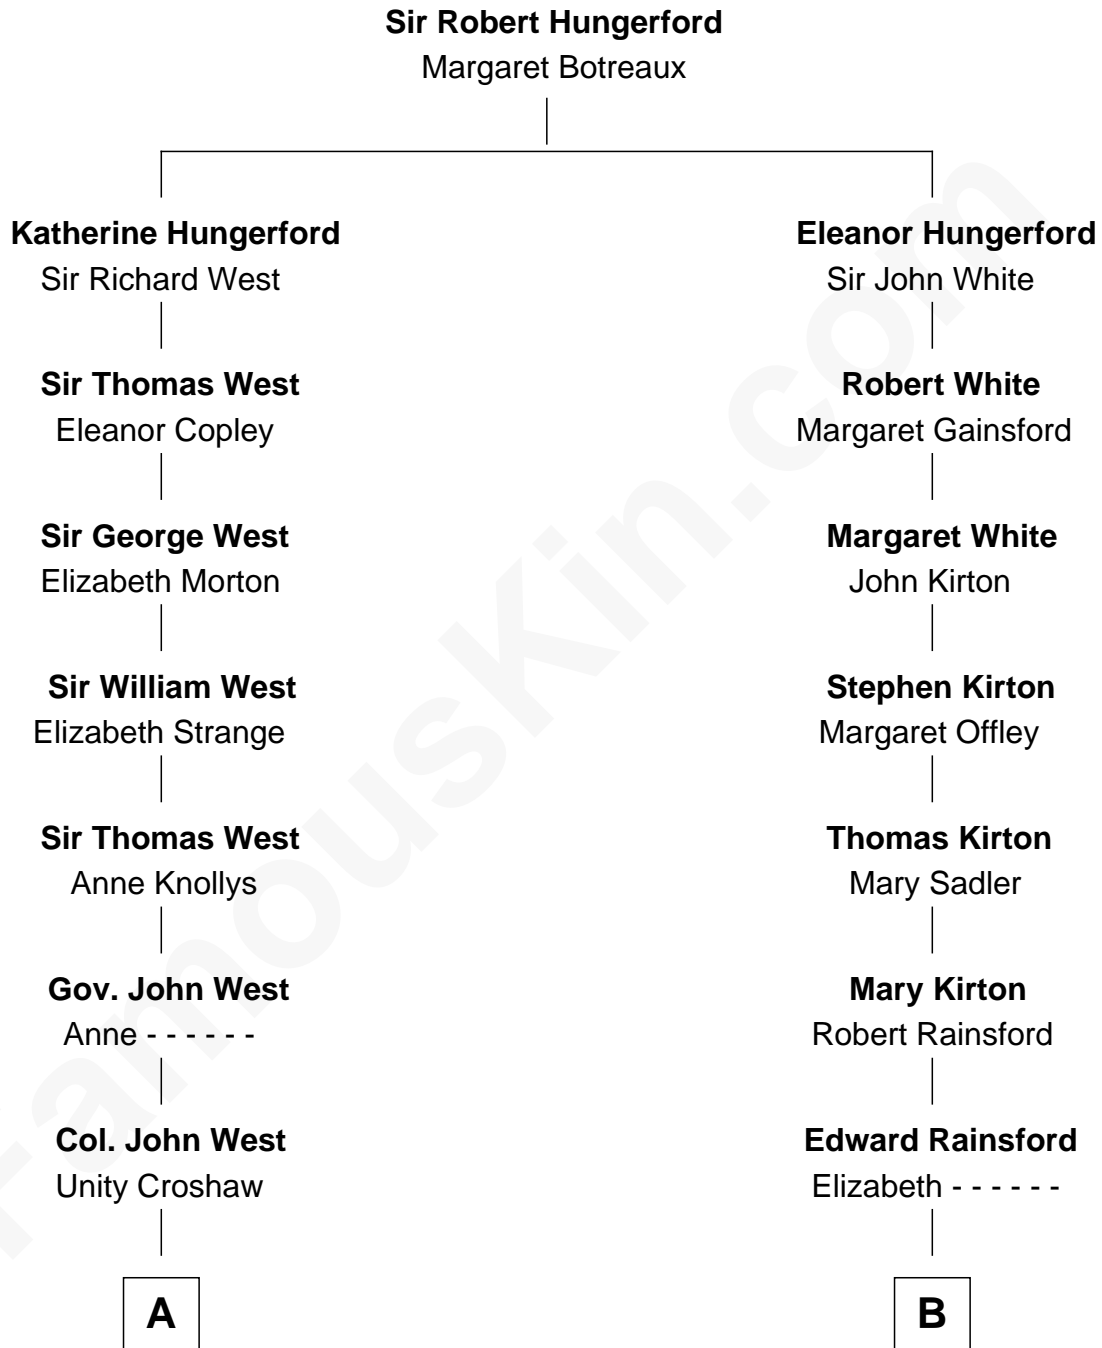 Sir Robert Hungerford
Margaret Botreaux
Katherine Hungerford
Sir Richard West
Eleanor Hungerford
Sir John White
Sir Thomas West
Eleanor Copley
Robert White
Margaret Gainsford
Sir George West
Elizabeth Morton
Margaret White
John Kirton
Sir William West
Elizabeth Strange
Stephen Kirton
Margaret Offley
Sir Thomas West
Anne Knollys
Thomas Kirton
Mary Sadler
Gov. John West
Anne - - - - - -
Mary Kirton
Robert Rainsford
Col. John West
Unity Croshaw
Edward Rainsford
Elizabeth - - - - - -
A
B
FamousKin.com